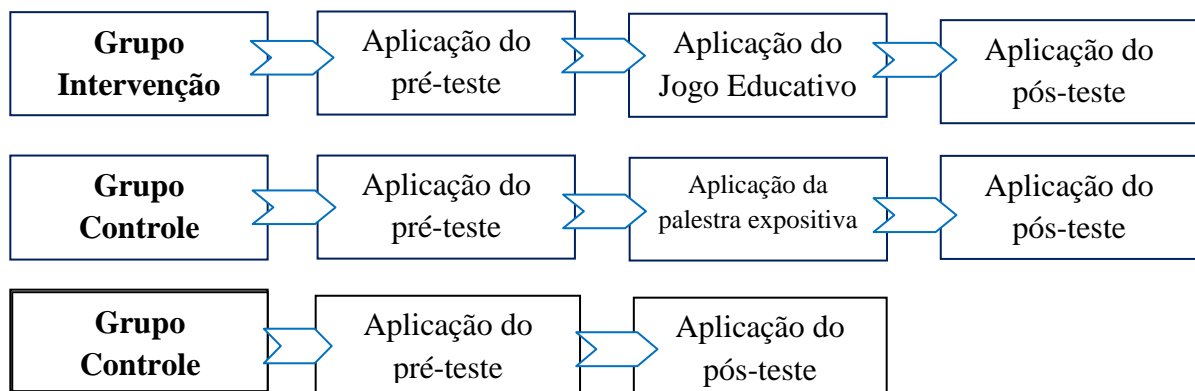 Grupo
Intervenção
Aplicação do
pré-teste
Aplicação do
Jogo Educativo
Aplicação do
pós-teste
Grupo
Controle
Aplicação do
pré-teste
Aplicação da
palestra expositiva
Aplicação do
pós-teste
Grupo
Controle
Aplicação do
pré-teste
Aplicação do
pós-teste